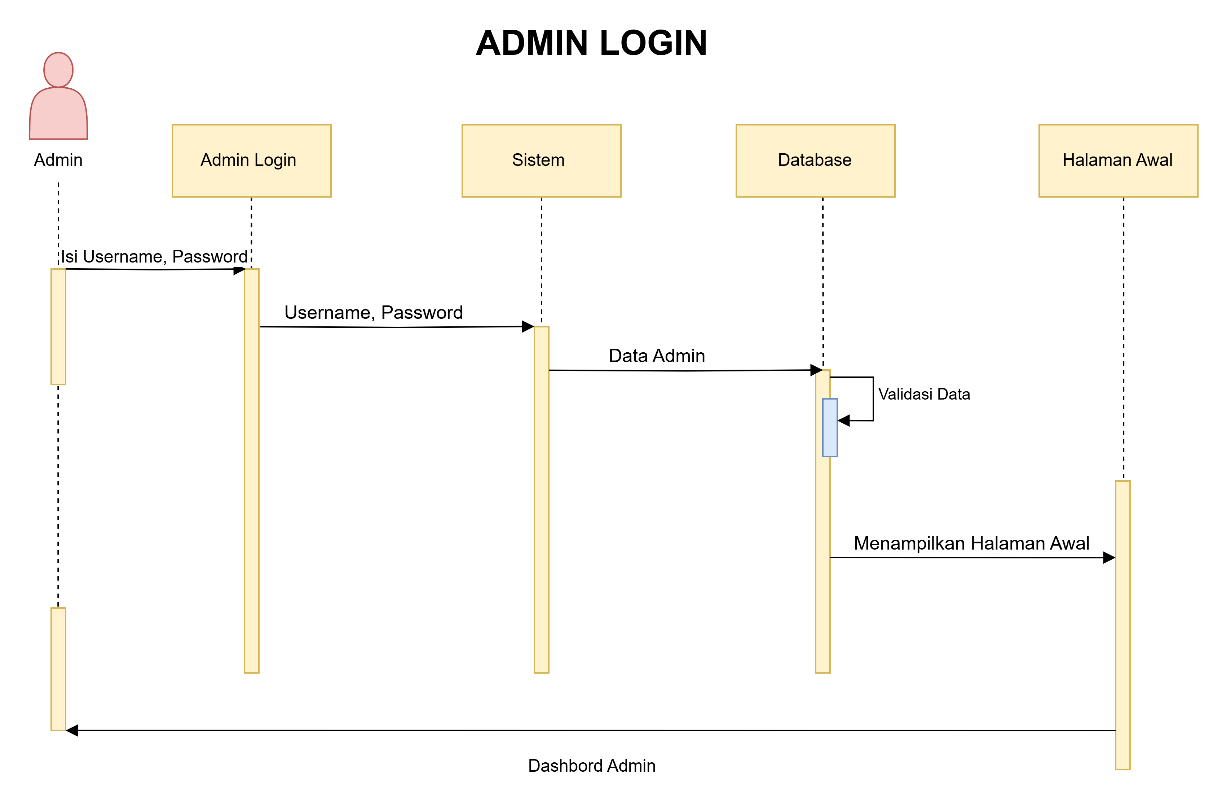 ADMIN LOGIN
Admin
Admin Login
Sistem
Database
Halaman Awal
Isi Username, Password
Username, Password
Data Admin
Validasi Data
Menampilkan Halaman Awal
Dashbord Admin